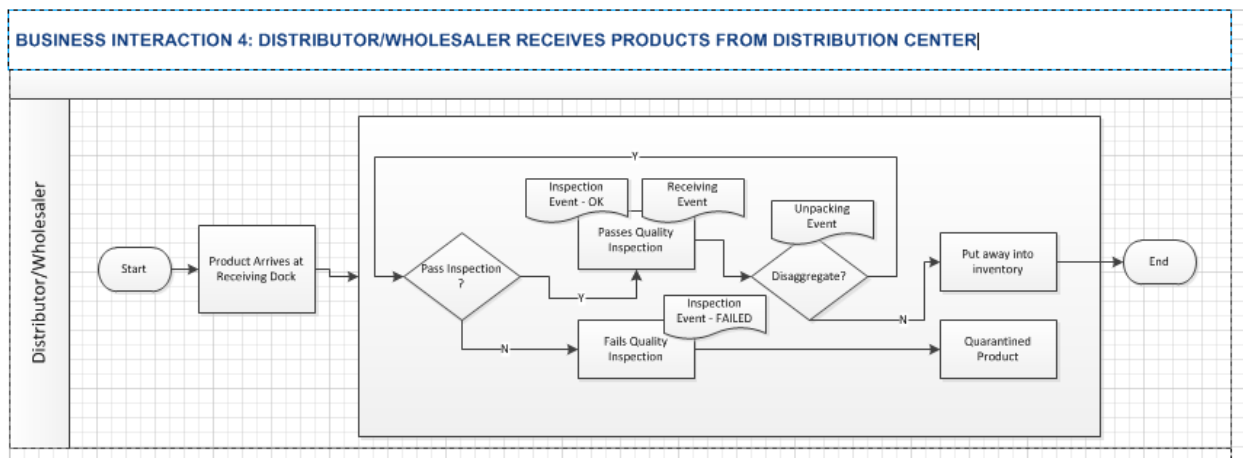 BUSINESS INTERACTION 4: DISTRIBUTOR/WHOLESALER RECEIVES PRODUCTS FROM DISTRIBUTION CENTER
Distributor/Wholesaler
Start
Product Arrives at
Receiving Dock
Y
Pass Inspection
?
Y
N
Inspection
Event - OK
Receiving
Event
Passes Quality
Inspection
Inspection
Event - FAILED
Fails Quality
Inspection
Unpacking
Event
Disaggregate?
N
Put away into
inventory
Quarantined
Product
End